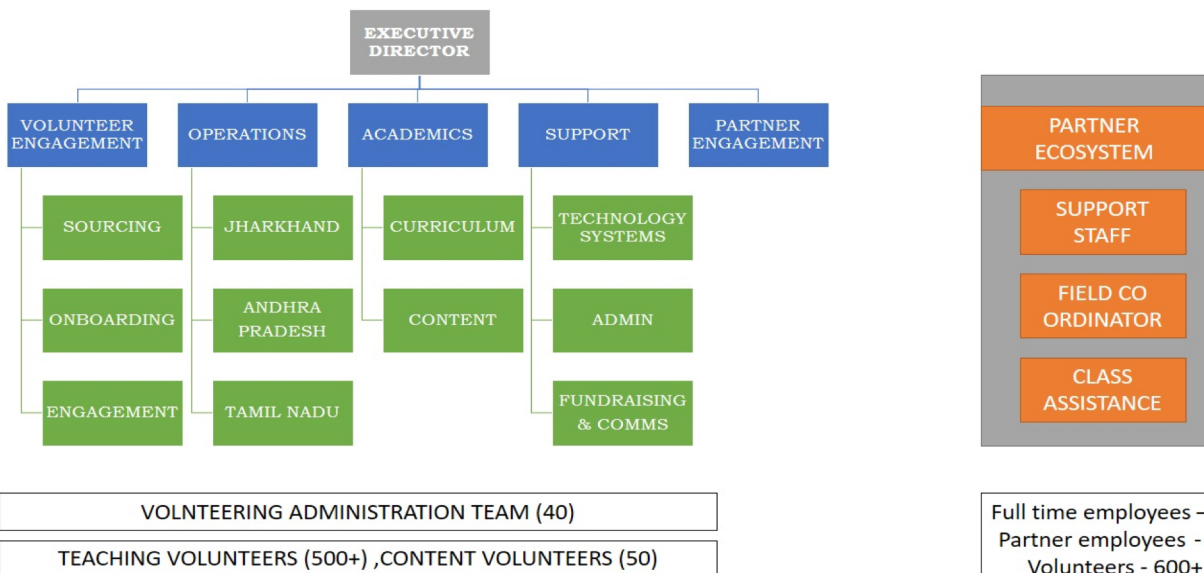 EXECUTIVE
DIRECTOR
VOLUNTEER
ENGAGEMENT
OPERATIONS
ACADEMICS
SUPPORT
PARTNER
ENGAGEMENT
SOURCING
JHARKHAND
CURRICULUM
TECHNOLOGY
SYSTEMS
ONBOARDING
ANDHRA
PRADESH
CONTENT
ADMIN
ENGAGEMENT
TAMIL NADU
FUNDRAISING
& COMMS
PARTNER
ECOSYSTEM
SUPPORT
STAFF
FIELD CO
ORDINATOR
CLASS
ASSISTANCE
VOLNTEERING ADMINISTRATION TEAM (40)
TEACHING VOLUNTEERS (500+) ,CONTENT VOLUNTEERS (50)
Full time employees –
Partner employees -
Volunteers - 600+